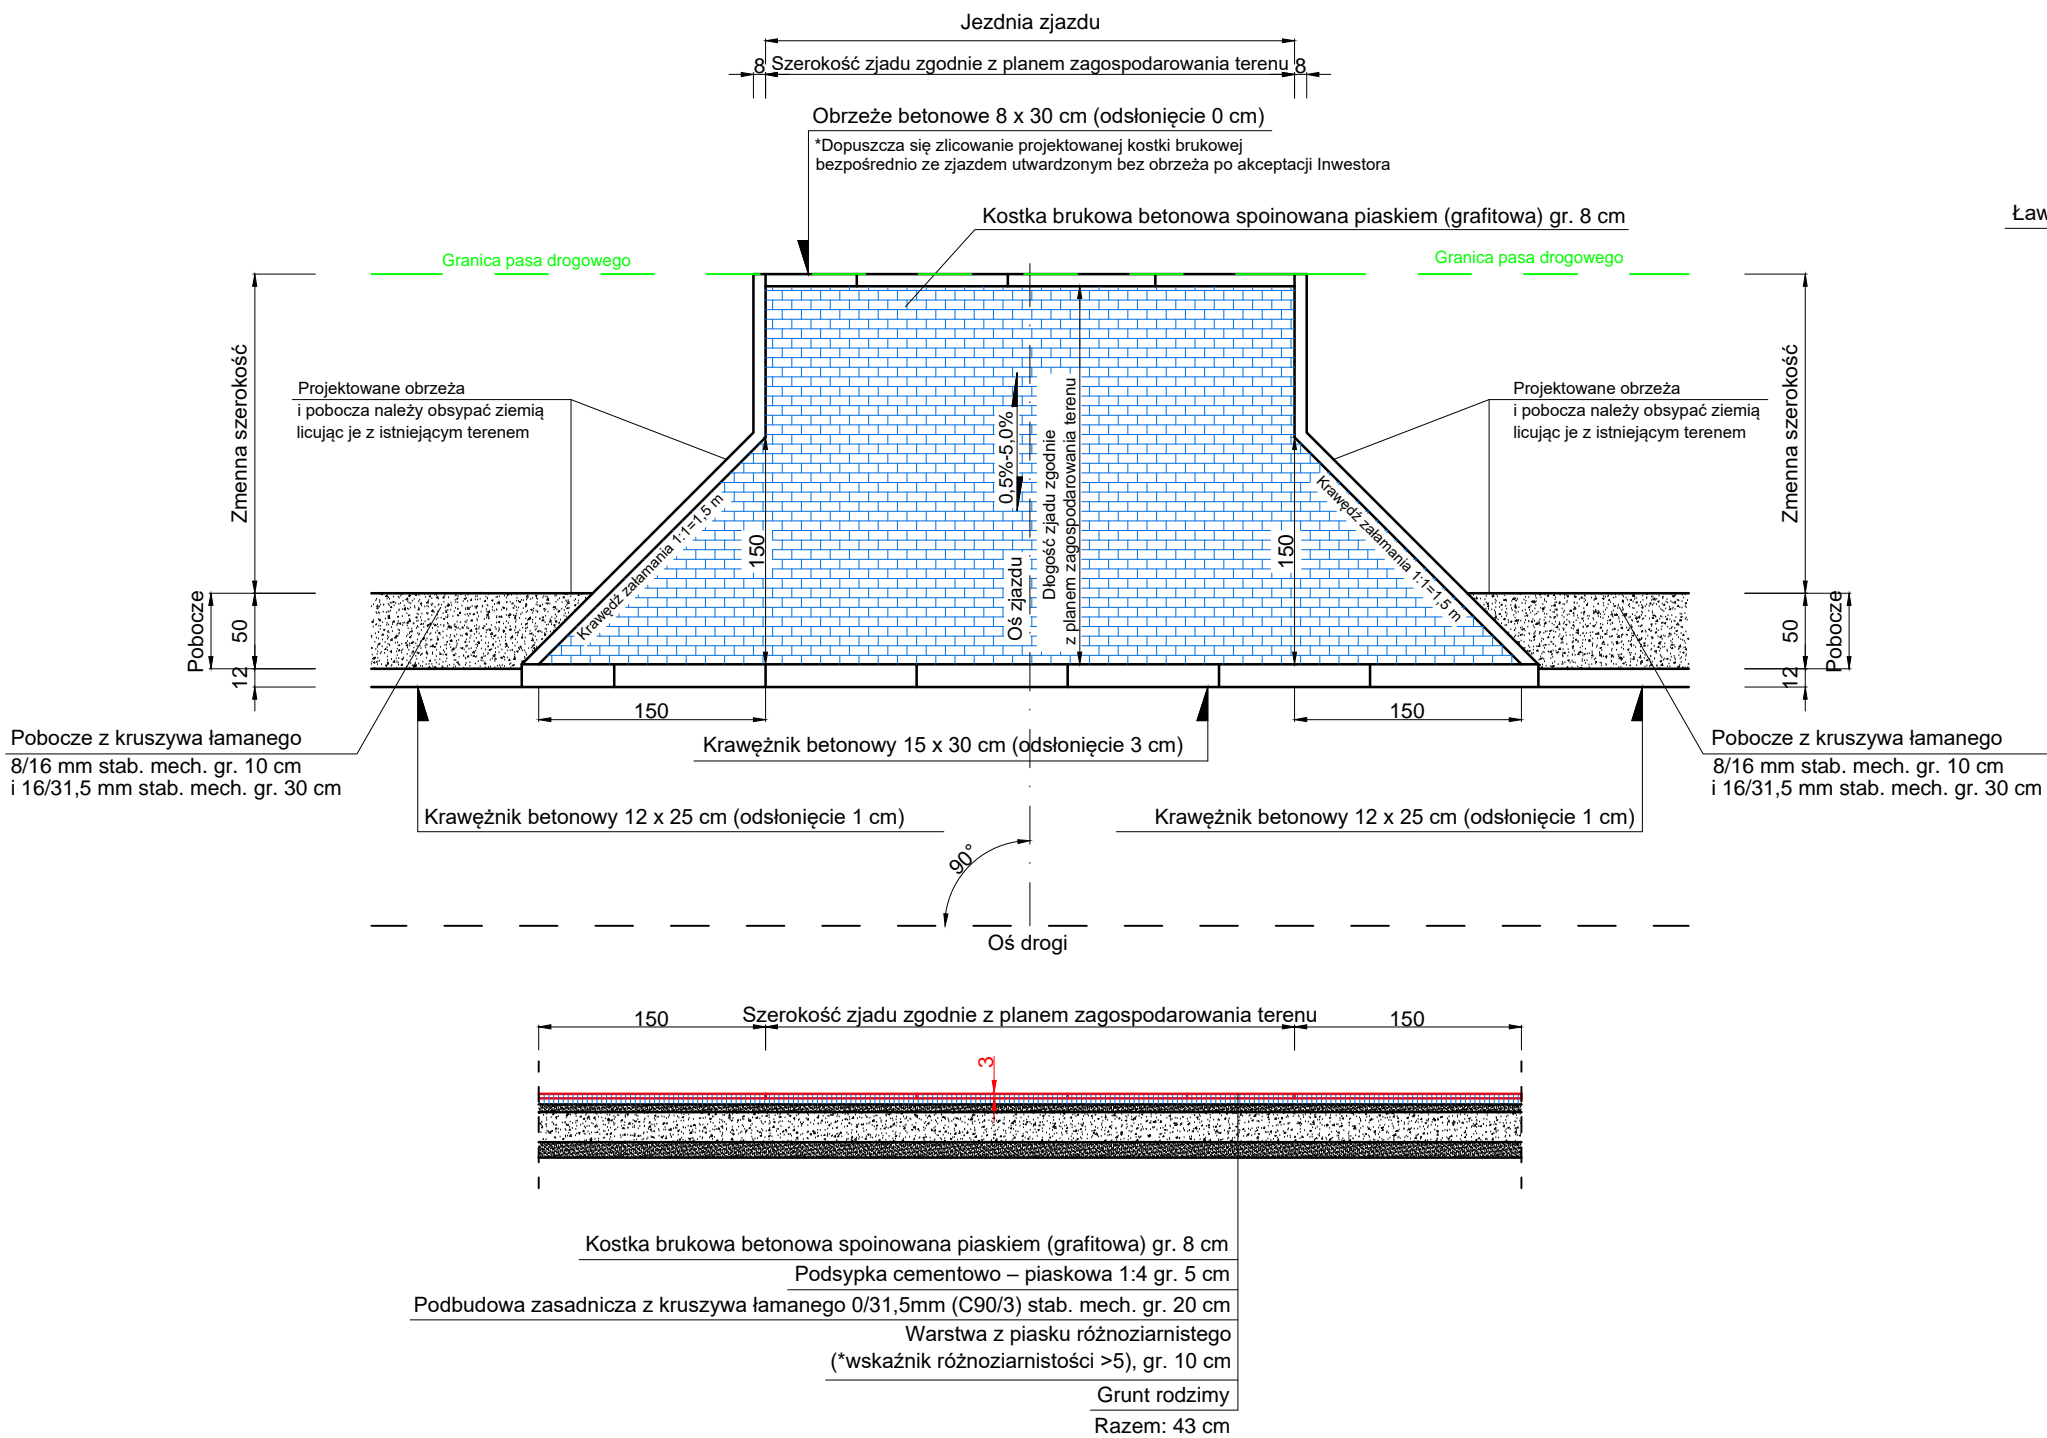 Jezdnia zjazdu
8
Szerokość zjadu zgodnie z planem zagospodarowania terenu
8
Obrzeże betonowe 8 x 30 cm (odsłonięcie 0 cm)
*Dopuszcza się zlicowanie projektowanej kostki brukowej
bezpośrednio ze zjazdem utwardzonym bez obrzeża po akceptacji Inwestora
Kostka brukowa betonowa spoinowana piaskiem (grafitowa) gr. 8 cm
Ław
Granica pasa drogowego
Granica pasa drogowego
Zmienna szerokość
Projektowane obrzeża
i pobocza należy obsypać ziemią
licując je z istniejącym terenem
Krawędź załamania 1:1=1,5 m
150
0,5%-5,0%
Oś zjazdu
Długość zjadu zgodnie
z planem zagospodarowania terenu
150
Krawędź załamania 1:1=1,5 m
Projektowane obrzeża
i pobocza należy obsypać ziemią
licując je z istniejącym terenem
Zmienna szerokość
Pobocze
50
12
50
12
Pobocze
150
150
Pobocze z kruszywa łamanego
8/16 mm stab. mech. gr. 10 cm
i 16/31,5 mm stab. mech. gr. 30 cm
Krawężnik betonowy 15 x 30 cm (odsłonięcie 3 cm)
Pobocze z kruszywa łamanego
8/16 mm stab. mech. gr. 10 cm
i 16/31,5 mm stab. mech. gr. 30 cm
Krawężnik betonowy 12 x 25 cm (odsłonięcie 1 cm)
Krawężnik betonowy 12 x 25 cm (odsłonięcie 1 cm)
90°
Oś drogi
150
Szerokość zjadu zgodnie z planem zagospodarowania terenu
150
3
Kostka brukowa betonowa spoinowana piaskiem (grafitowa) gr. 8 cm
Podsypka cementowo – piaskowa 1:4 gr. 5 cm
Podbudowa zasadnicza z kruszywa łamanego 0/31,5mm (C90/3) stab. mech. gr. 20 cm
Warstwa z piasku różnoziarnistego
(*wskaźnik różnoziarnistości >5), gr. 10 cm
Grunt rodzimy
Razem: 43 cm